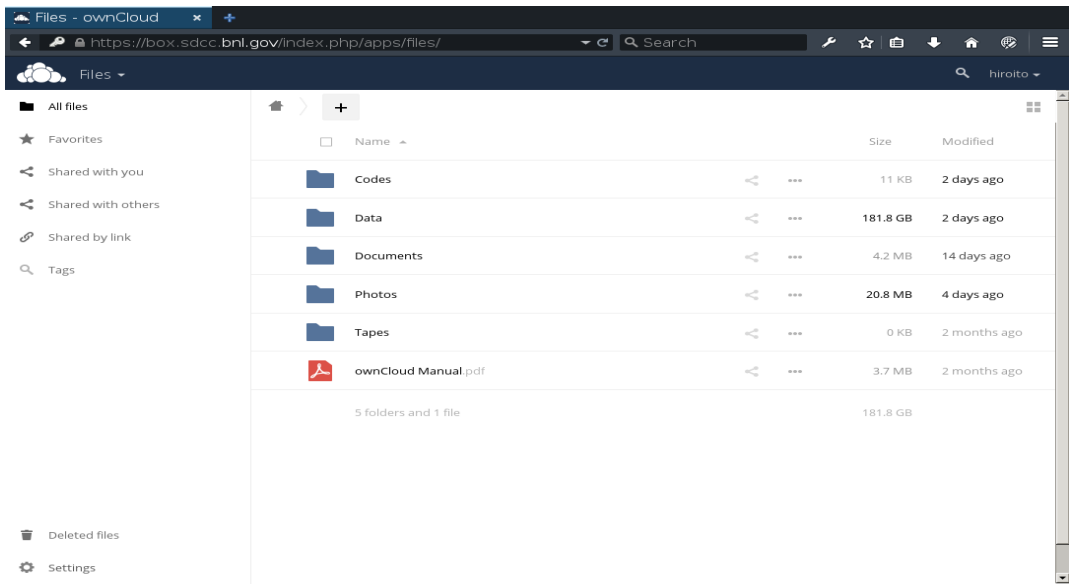 Files - ownCloud
https://box.sdcc.bnl.gov/index.php/apps/files/ Search
Files hiroito
All files
Favorites
Shared with you
Shared with others
Shared by link
Tags
Deleted files
Settings
Name Size Modified
Codes 11 KB 2 days ago
Data 181.8 GB 2 days ago
Documents 4.2 MB 14 days ago
Photos 20.8 MB 4 days ago
Tapes 0 KB 2 months ago
ownCloud Manual.pdf 3.7 MB 2 months ago
5 folders and 1 file 181.8 GB